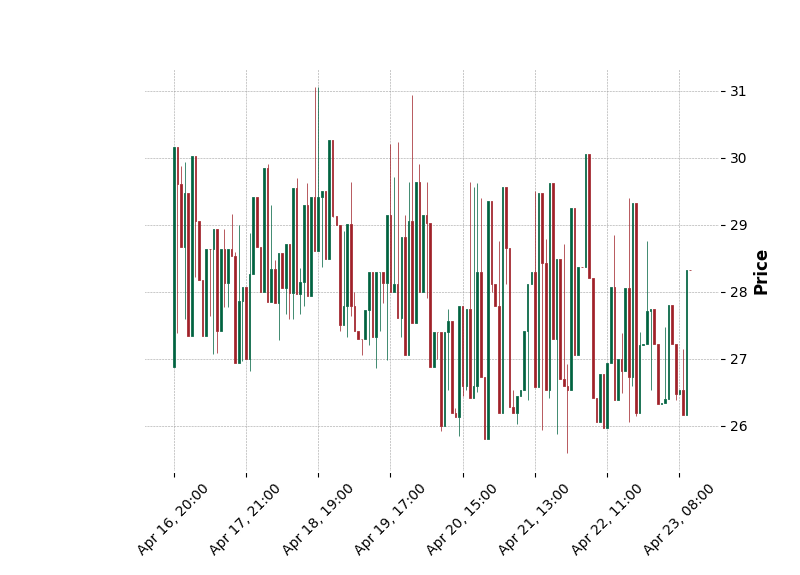 31
30
29
28
27
26
Price
Apr 16, 20:00
Apr 17, 21:00
Apr 18, 19:00
Apr 19, 17:00
Apr 20, 15:00
Apr 21, 13:00
Apr 22, 11:00
Apr 23, 08:00